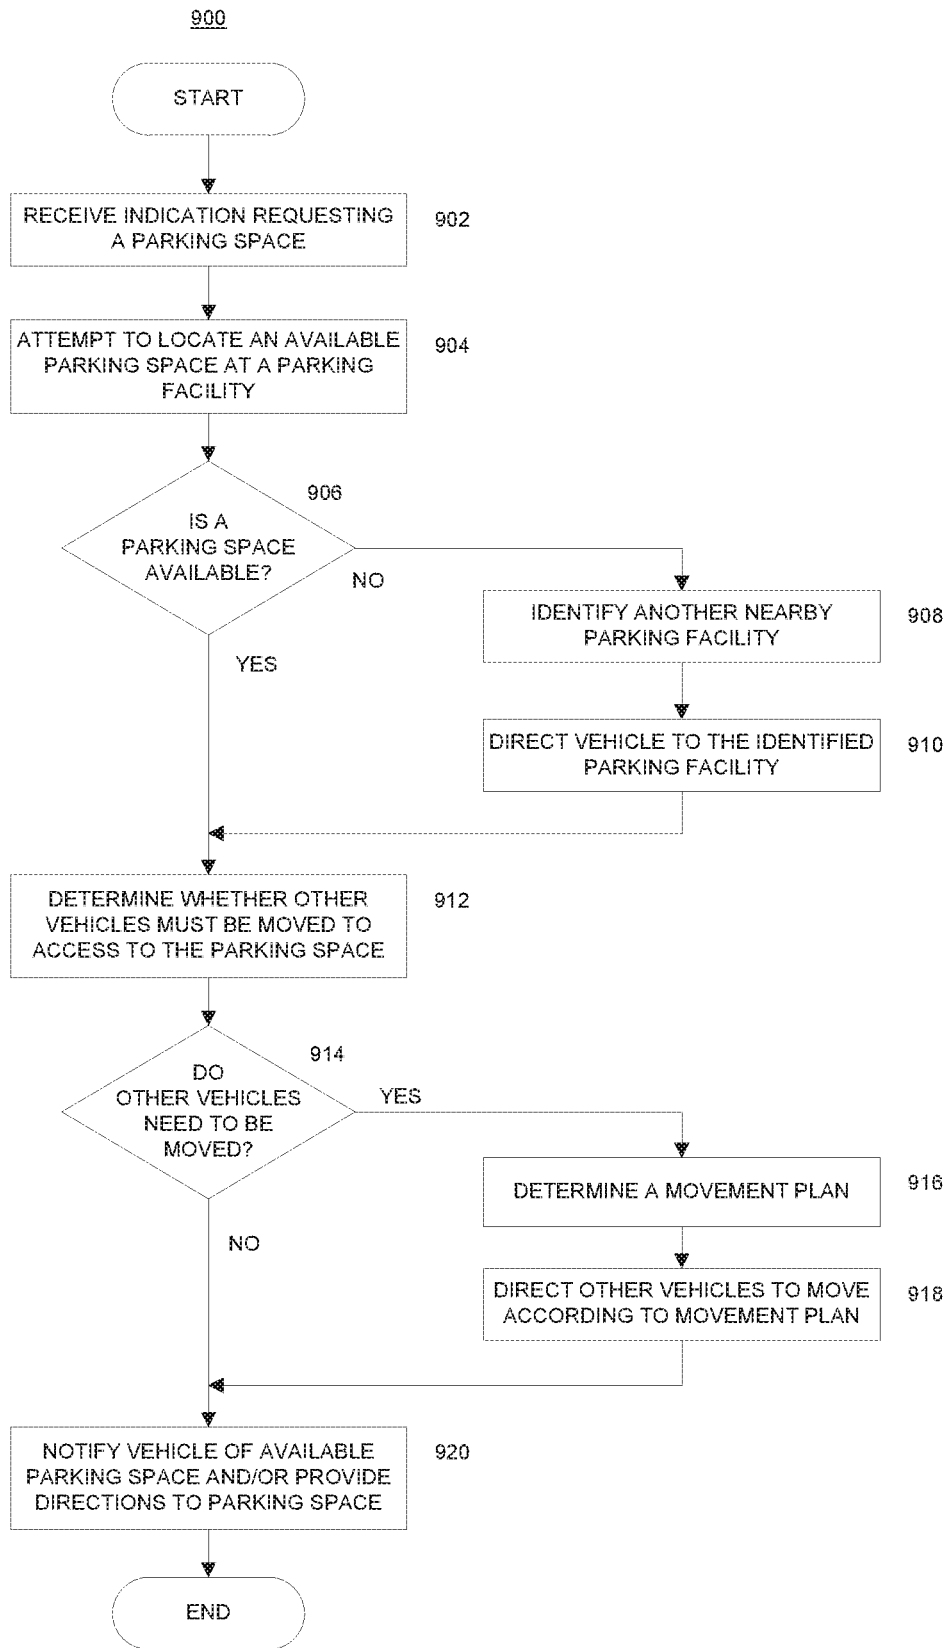 900
START
RECEIVE INDICATION REQUESTING
A PARKING SPACE
902
ATTEMPT TO LOCATE AN AVAILABLE
PARKING SPACE AT A PARKING
FACILITY
904
906
IS A
PARKING SPACE
AVAILABLE?
NO
YES
IDENTIFY ANOTHER NEARBY
PARKING FACILITY
908
DIRECT VEHICLE TO THE IDENTIFIED
PARKING FACILITY
910
DETERMINE WHETHER OTHER
VEHICLES MUST BE MOVED TO
ACCESS TO THE PARKING SPACE
912
914
DO
OTHER VEHICLES
NEED TO BE
MOVED?
YES
NO
DETERMINE A MOVEMENT PLAN
916
DIRECT OTHER VEHICLES TO MOVE
ACCORDING TO MOVEMENT PLAN
918
NOTIFY VEHICLE OF AVAILABLE
PARKING SPACE AND/OR PROVIDE
DIRECTIONS TO PARKING SPACE
920
END